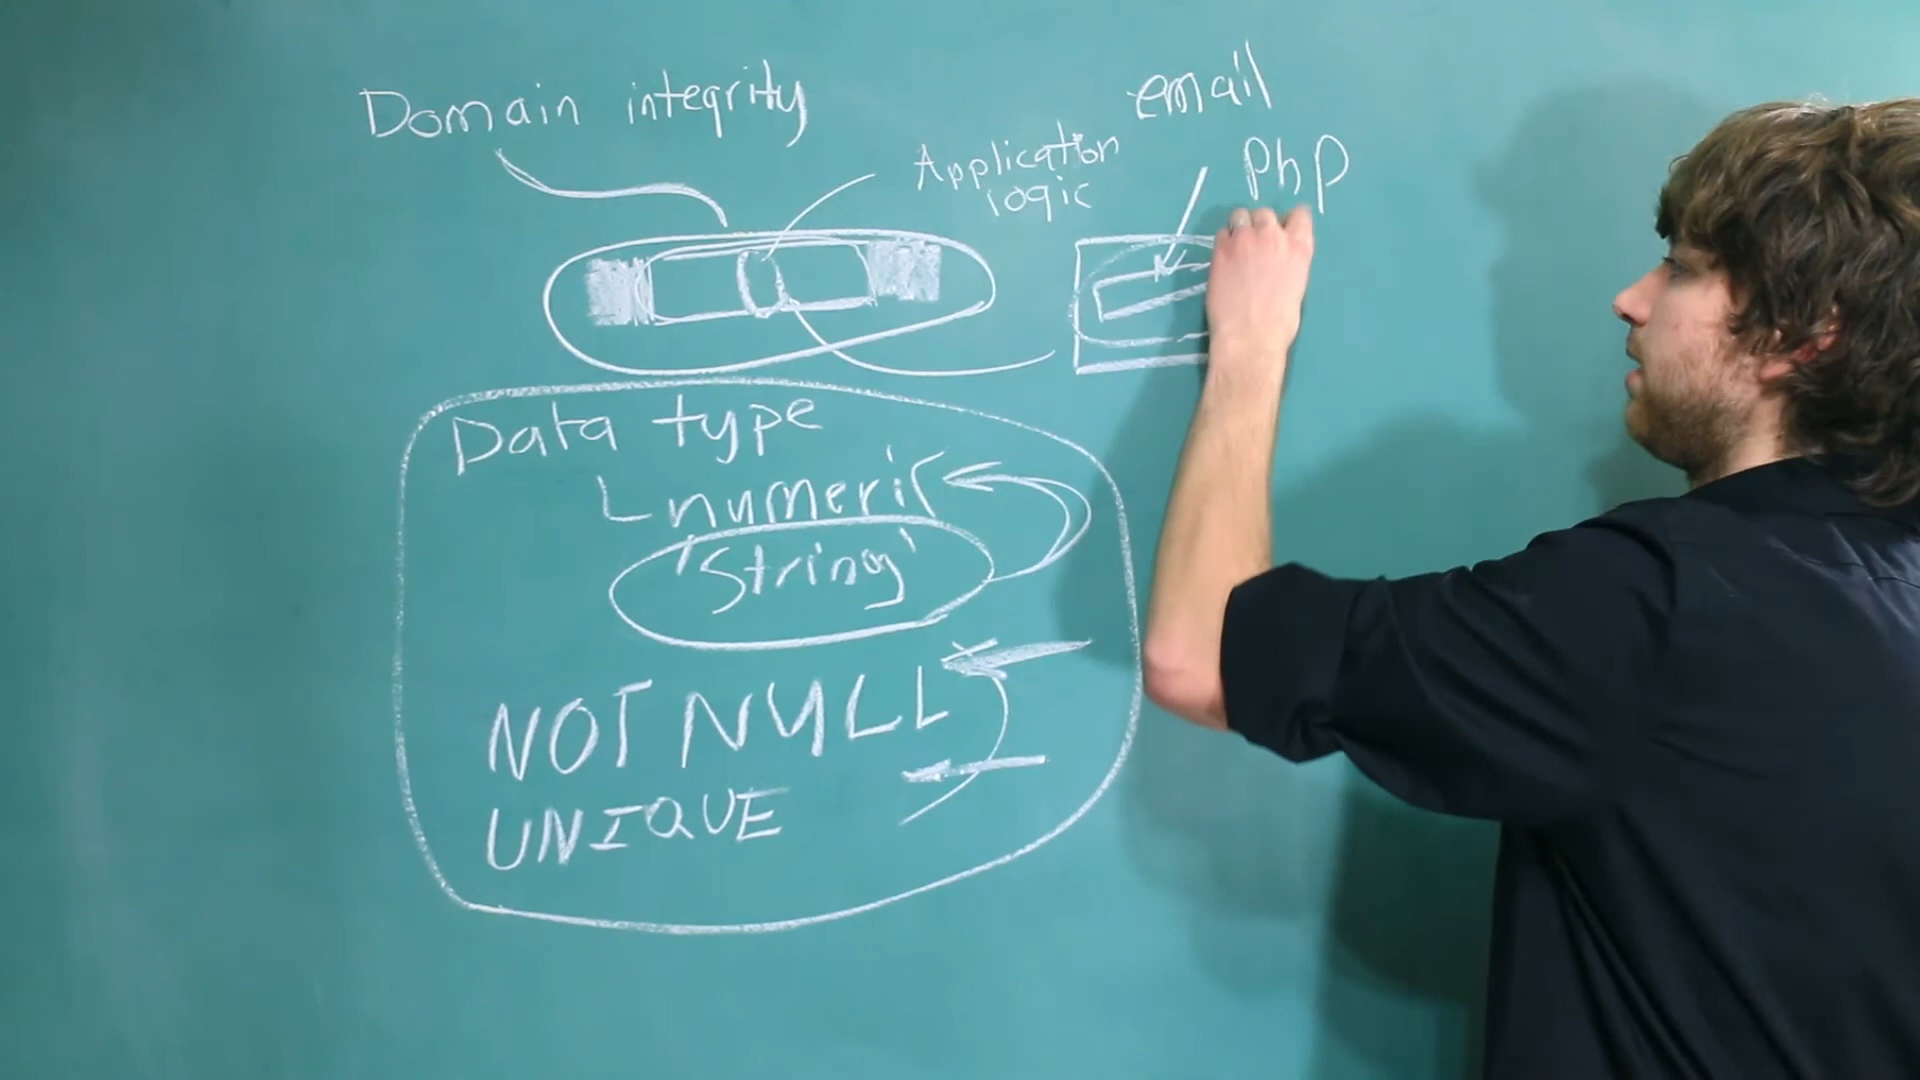 Domain integrity
email
Application
logic
Php
Data type
numeric
'String'
NOT NULL
UNIQUE